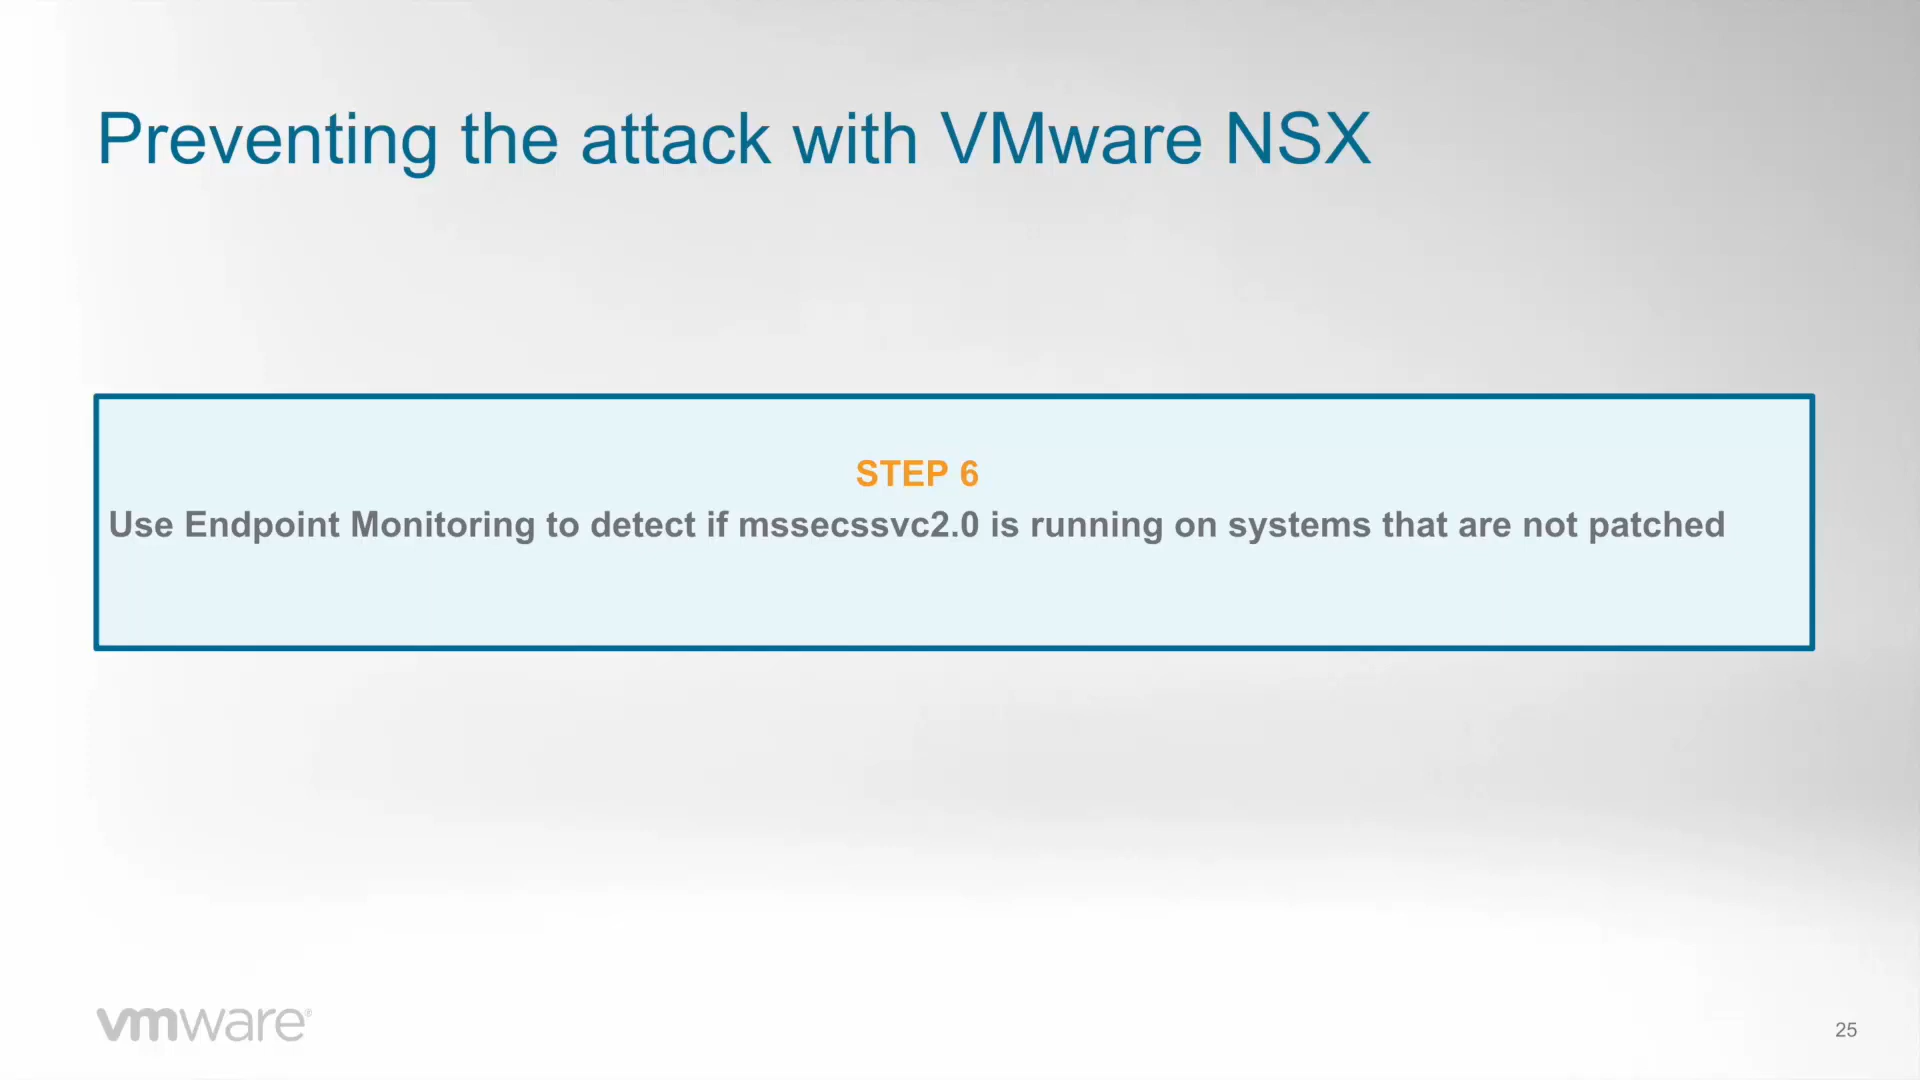 Preventing the attack with VMware NSX
STEP 6
Use Endpoint Monitoring to detect if mssecssvc2.0 is running on systems that are not patched
vmware®
25